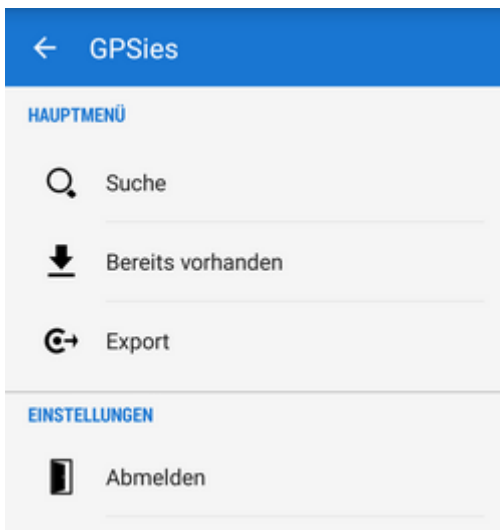 GPSies
HAUPTMENÜ
Suche
Bereits vorhanden
Export
EINSTELLUNGEN
Abmelden